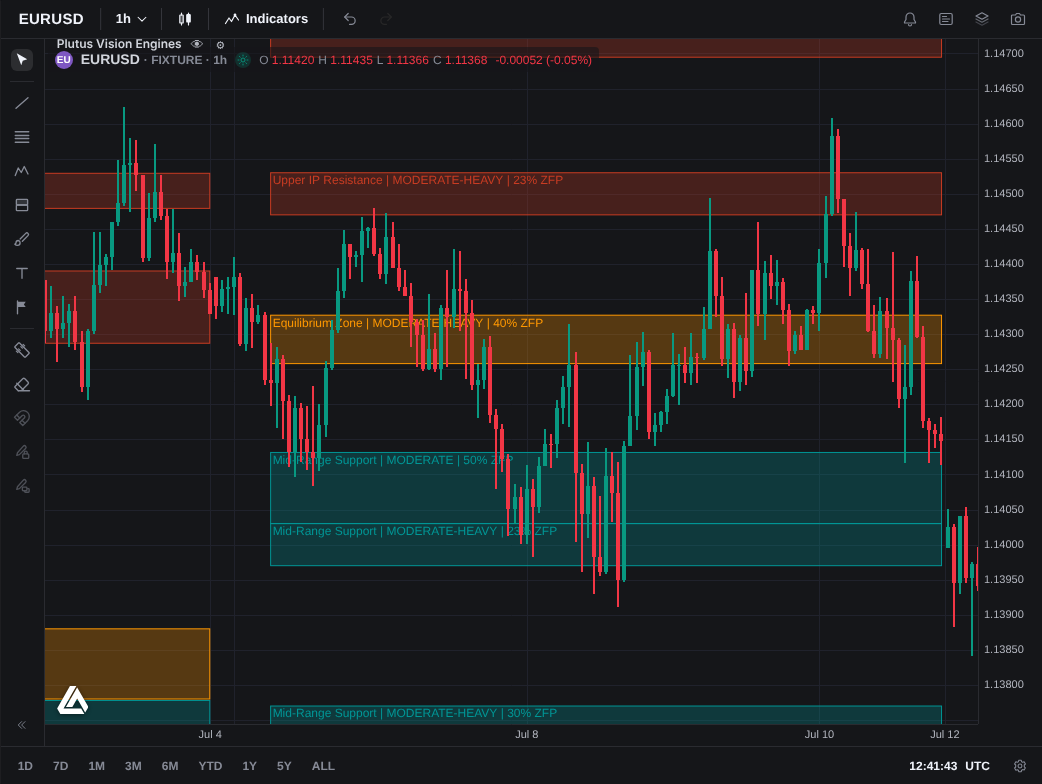 EURUSD 1h Indicators
Plutus Vision Engines
EU EURUSD · FIXTURE · 1h O 1.11420 H 1.11435 L 1.11366 C 1.11368 -0.00052 (-0.05%)
1.14700
1.14650
1.14600
1.14550
Upper IP Resistance | MODERATE-HEAVY | 23% ZFP
1.14500
1.14450
1.14400
1.14350
Equilibrium Zone | MODERATE-HEAVY | 40% ZFP
1.14300
1.14250
1.14200
1.14150
Mid-Range Support | MODERATE | 50% ZFP
1.14100
1.14050
Mid-Range Support | MODERATE-HEAVY | 23% ZFP
1.14000
1.13950
1.13900
1.13850
1.13800
Mid-Range Support | MODERATE-HEAVY | 30% ZFP
Jul 4 Jul 8 Jul 10 Jul 12
1D 7D 1M 3M 6M YTD 1Y 5Y ALL 12:41:43 UTC